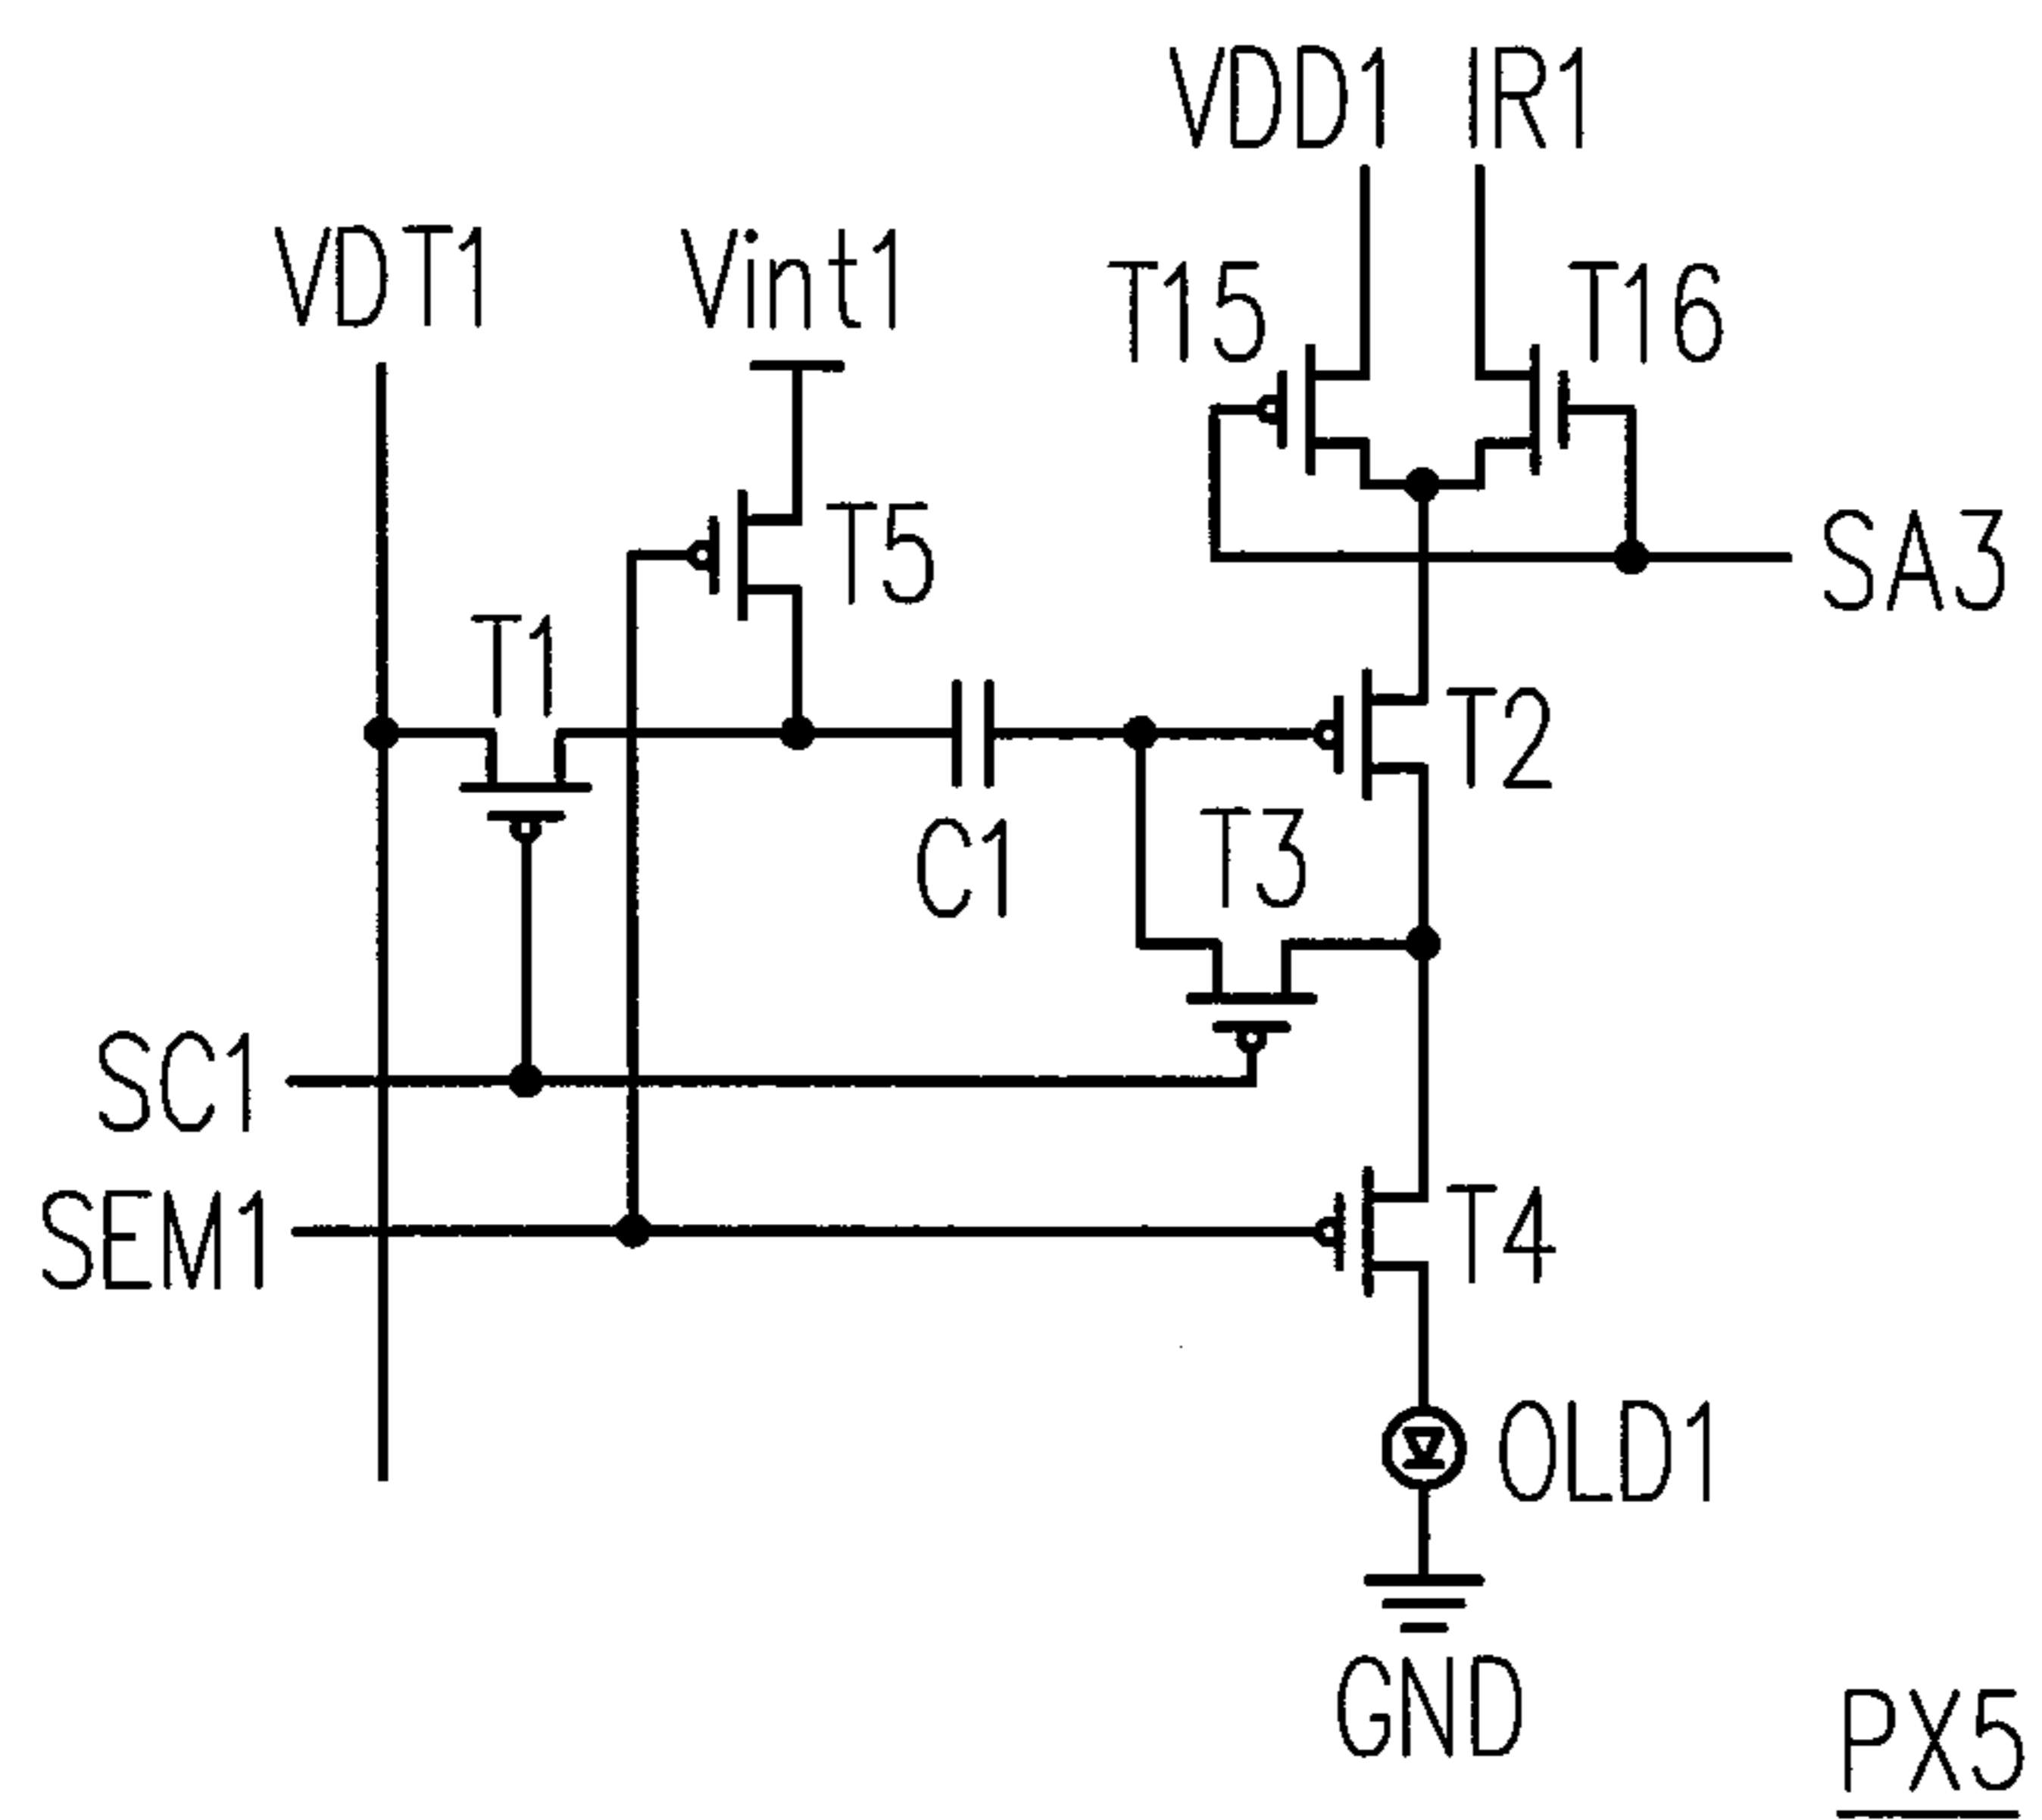 VDD1 IR1
VDT1 Vint1
T15 T16
T5
SA3
T1
T2
C1 T3
SC1
SEM1
T4
OLD1
GND
PX5